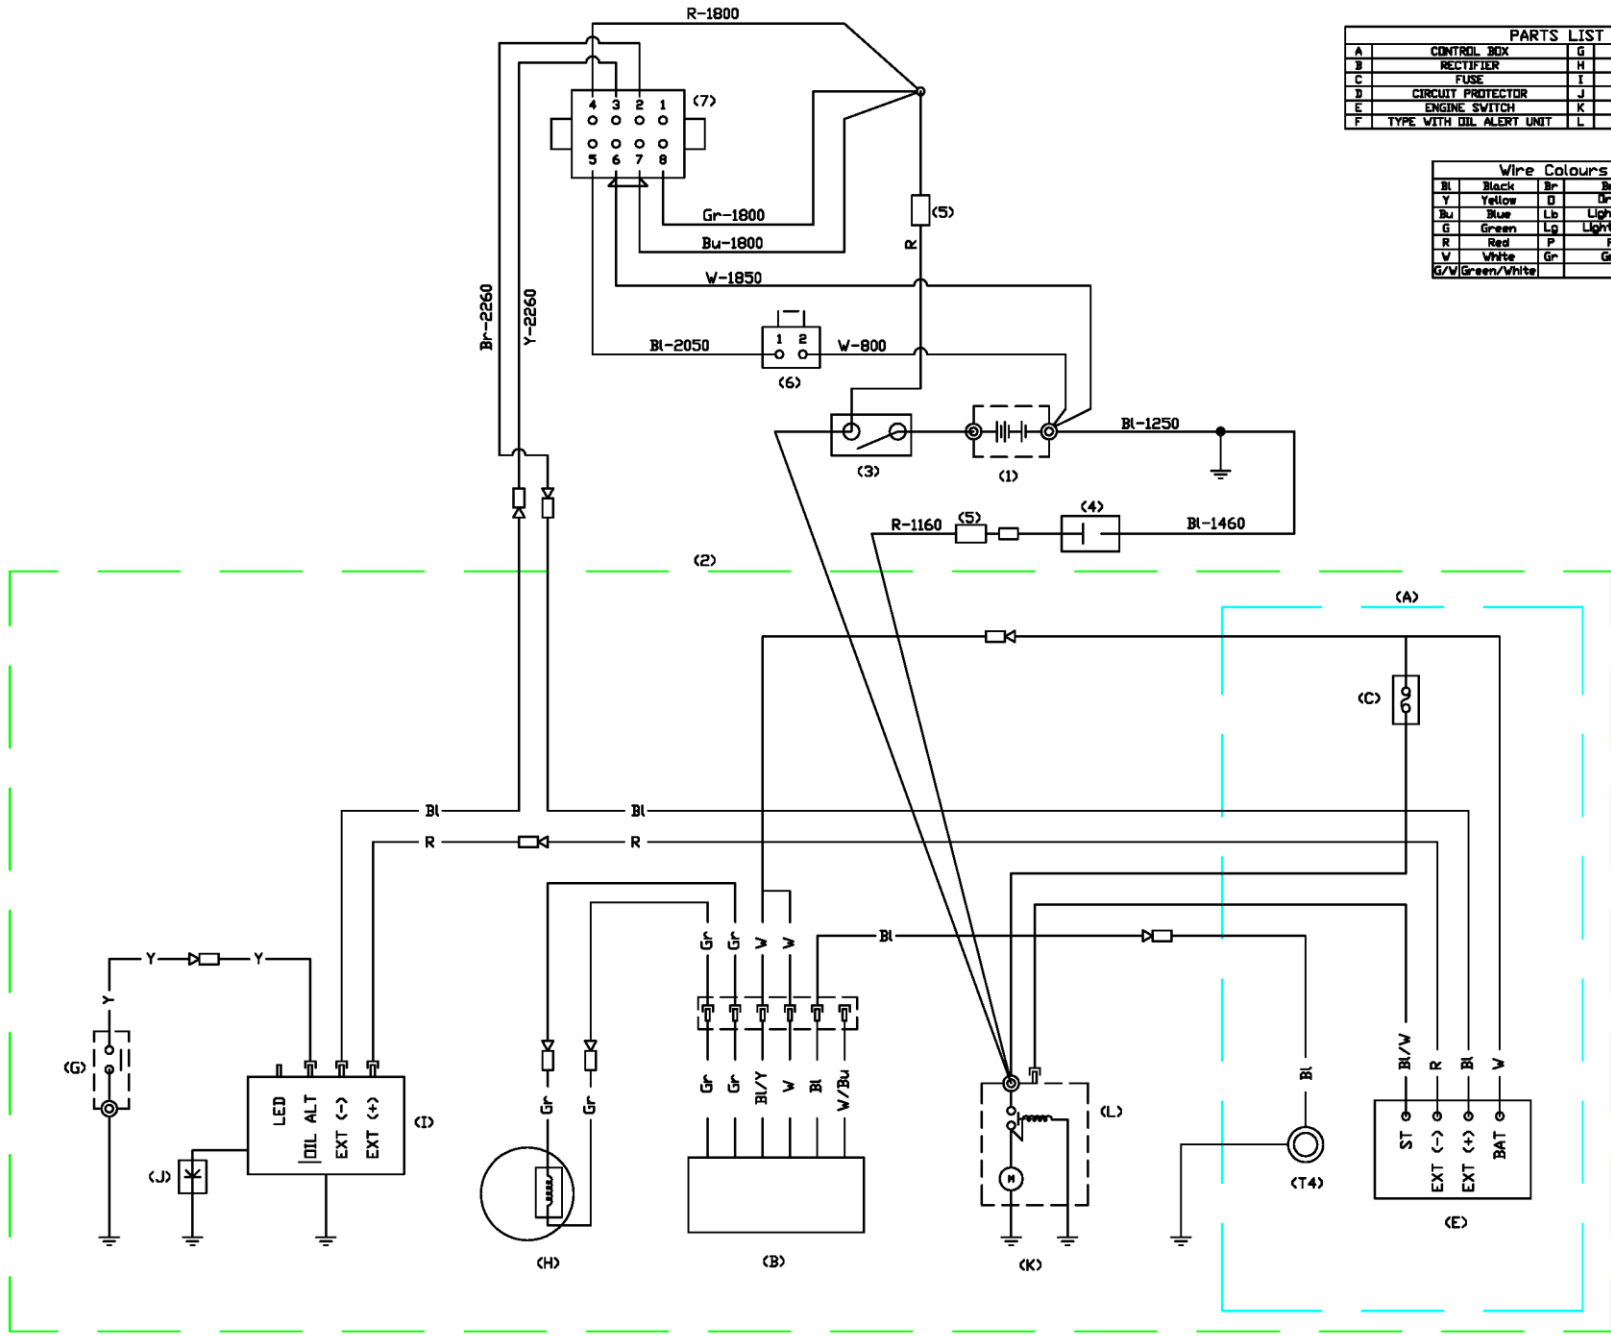 R-1800
PARTS LIST
A CONTROL BOX G
B RECTIFIER H
C FUSE I
D CIRCUIT PROTECTOR J
E ENGINE SWITCH K
F TYPE WITH OIL ALERT UNIT L
4 3 2 1 (7)
5 6 7 8
Wire Colours
Bl Black Br
Y Yellow O
Bu Blue Lb
G Green Lg
R Red P
W White Gr
G/W Green/White
Gr-1800
(5)
Bu-1800
R
W-1850
Br-2260
Y-2260
1 2
Bl-2050
W-800
(6)
Bl-1250
(3)
(1)
(4)
R-1160
(5)
Bl-1460
(2)
(A)
(C)
Bl
Bl
R
R
Gr
Gr
W
W
Bl
Y
Y
Y
(G)
LED
OIL ALT
EXT (-)
EXT (+)
(I)
(J)
Gr
Gr
(H)
Gr
Gr
Bl/Y
W
Bl
W/Bu
(B)
(L)
M
(K)
Bl
(T4)
Bl/W
R
Bl
W
ST
EXT (-)
EXT (+)
BAT
(E)